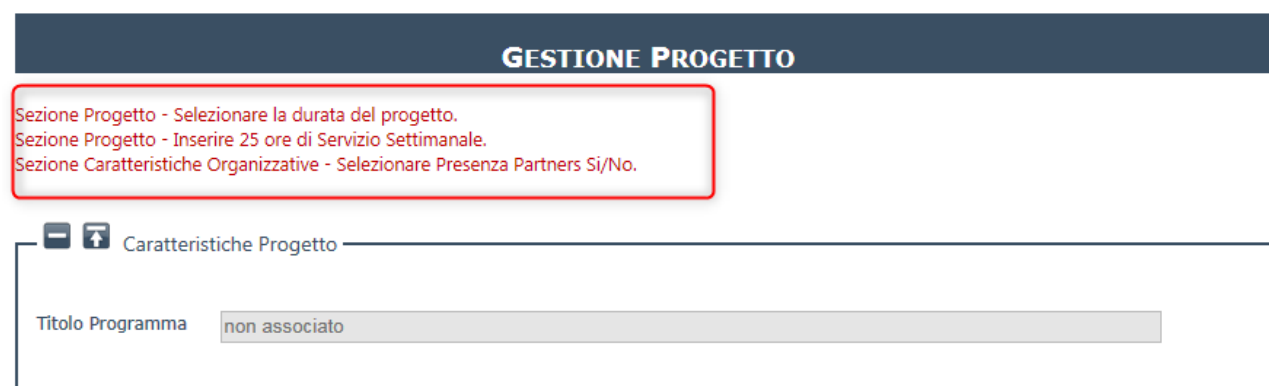 GESTIONE PROGETTO
Sezione Progetto - Selezionare la durata del progetto.
Sezione Progetto - Inserire 25 ore di Servizio Settimanale.
Sezione Caratteristiche Organizzative - Selezionare Presenza Partners Si/No.
Caratteristiche Progetto
Titolo Programma non associato